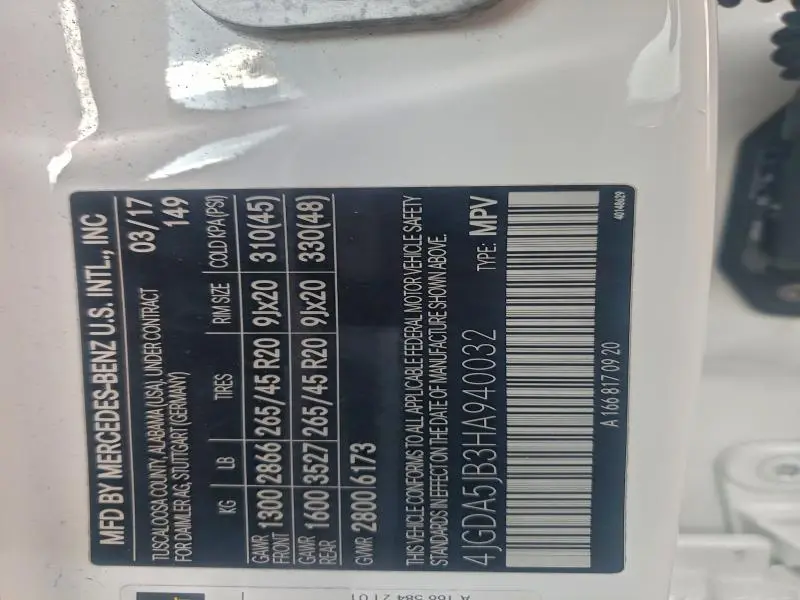 MFD BY MERCEDES-BENZ U.S. INTL., INC
TUSCALOOSA COUNTY, ALABAMA (USA), UNDER CONTRACT 03/17
FOR DAIMLER AG, STUTTGART (GERMANY) 149
KG LB TIRES RIM SIZE COLD KPA(PSI)
GAWR FRONT 1300 2866 265/45 R20 9Jx20 310(45)
GAWR REAR 1600 3527 265/45 R20 9Jx20 330(48)
GVWR 2800 6173
THIS VEHICLE CONFORMS TO ALL APPLICABLE FEDERAL MOTOR VEHICLE SAFETY
STANDARDS IN EFFECT ON THE DATE OF MANUFACTURE SHOWN ABOVE.
4JGDA5JB3HA940032 TYPE: MPV
A 166 817 09 20
40148629
A 166 584 21 01